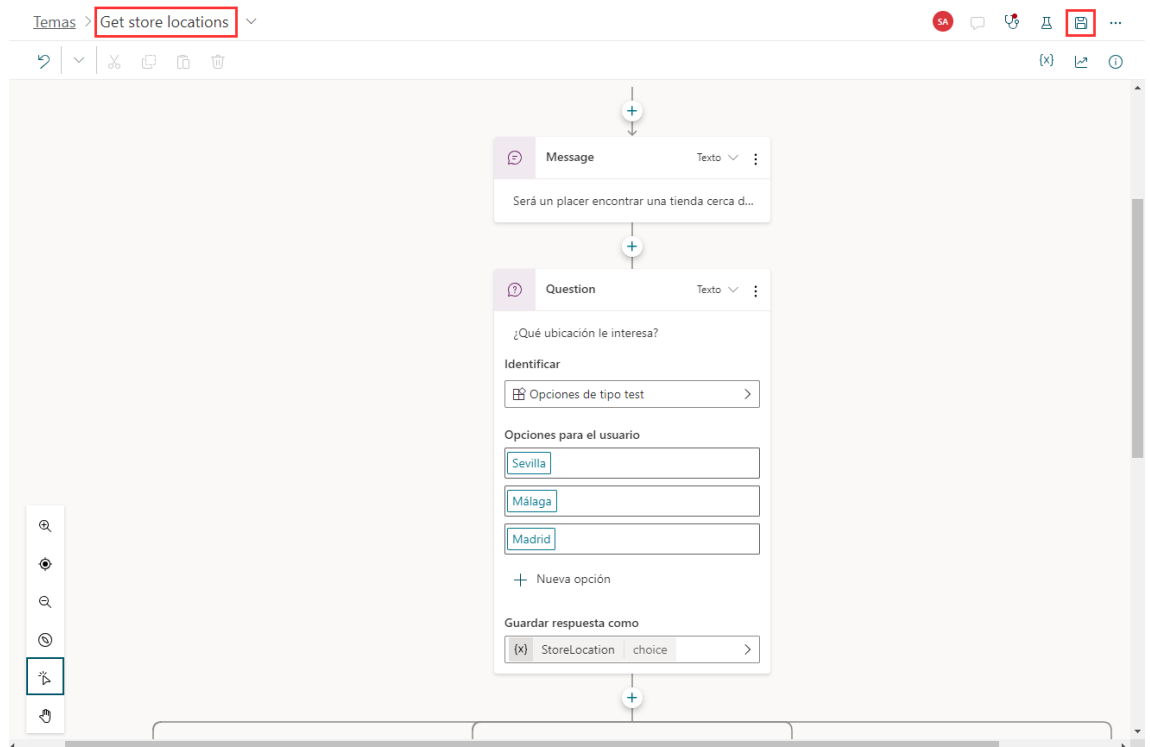 Temas > Get store locations
SA
{x}
Message Texto
Será un placer encontrar una tienda cerca d...
Question Texto
¿Qué ubicación le interesa?
Identificar
Opciones de tipo test
Opciones para el usuario
Sevilla
Málaga
Madrid
Nueva opción
Guardar respuesta como
{x} StoreLocation choice